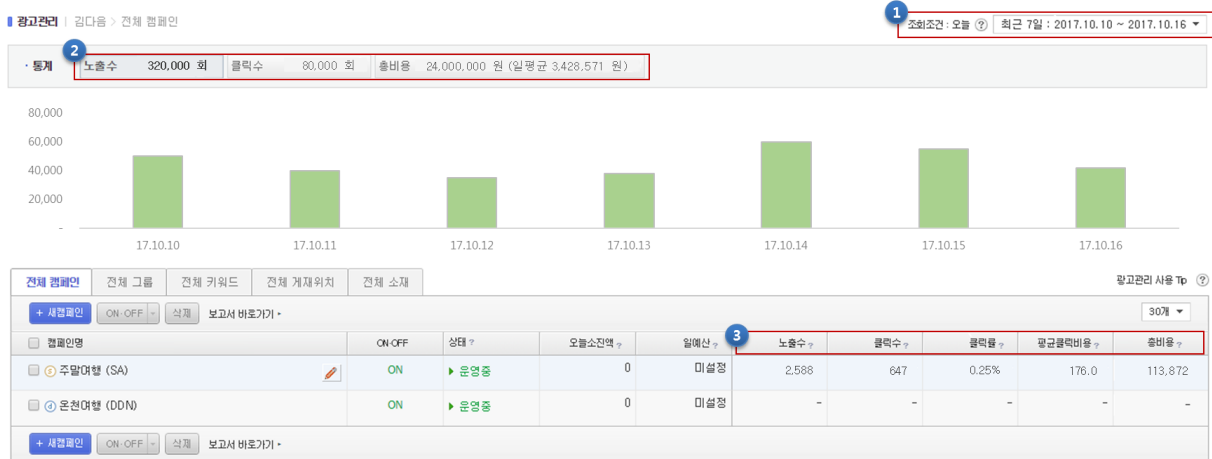 광고관리 | 김다음 > 전체 캠페인
1
조회조건 : 오늘 ? 최근 7일 : 2017.10.10 ~ 2017.10.16
2
· 통계 노출수 320,000 회 클릭수 80,000 회 총비용 24,000,000 원 (일평균 3,428,571 원)
80,000
60,000
40,000
20,000
-
17.10.10 17.10.11 17.10.12 17.10.13 17.10.14 17.10.15 17.10.16
전체 캠페인 전체 그룹 전체 키워드 전체 게재위치 전체 소재 광고관리 사용 Tip ?
+ 새캠페인 ON·OFF 삭제 보고서 바로가기 30개
3
캠페인명 ON·OFF 상태 ? 오늘소진액 ? 일예산 ? 노출수 ? 클릭수 ? 클릭률 ? 평균클릭비용 ? 총비용 ?
s 주말여행 (SA) ON 운영중 0 미설정 2,588 647 0.25% 176.0 113,872
d 온천여행 (DDN) ON 운영중 0 미설정 - - - - -
+ 새캠페인 ON·OFF 삭제 보고서 바로가기